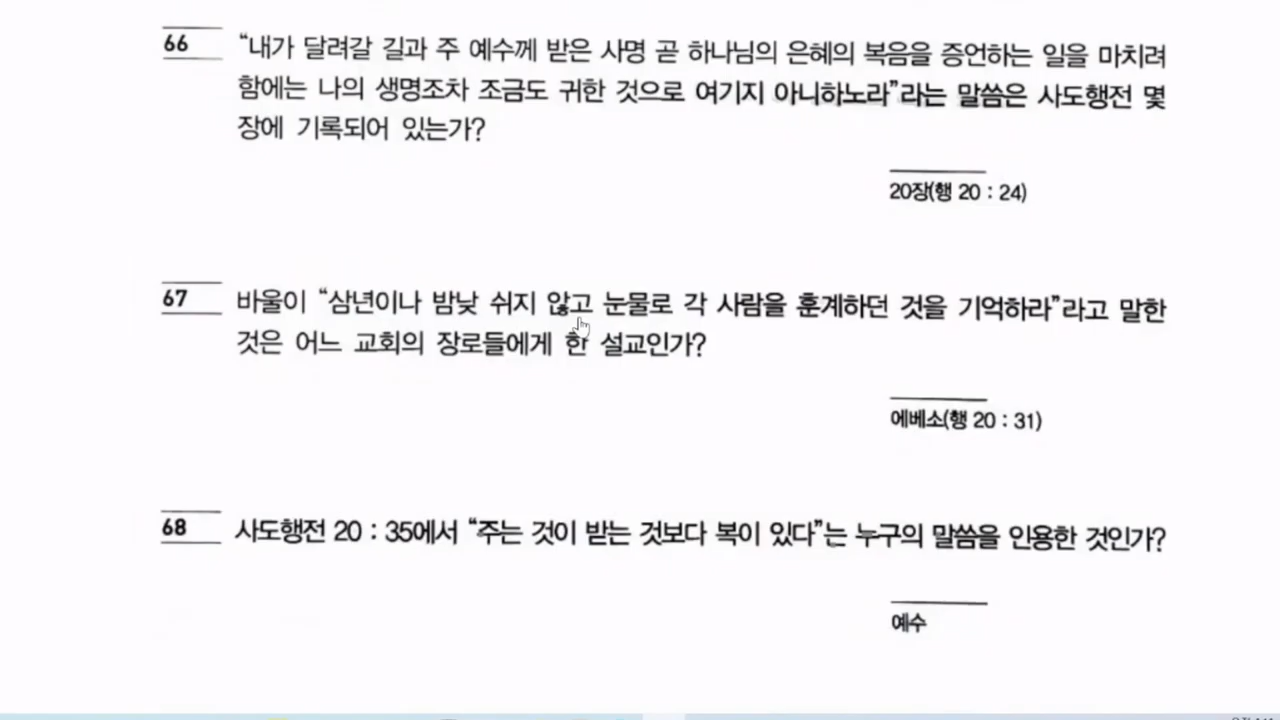 66 "내가 달려갈 길과 주 예수께 받은 사명 곧 하나님의 은혜의 복음을 증언하는 일을 마치려
함에는 나의 생명조차 조금도 귀한 것으로 여기지 아니하노라"라는 말씀은 사도행전 몇
장에 기록되어 있는가?
20장(행 20 : 24)
67 바울이 "삼년이나 밤낮 쉬지 않고 눈물로 각 사람을 훈계하던 것을 기억하라"라고 말한
것은 어느 교회의 장로들에게 한 설교인가?
에베소(행 20 : 31)
68 사도행전 20 : 35에서 "주는 것이 받는 것보다 복이 있다"는 누구의 말씀을 인용한 것인가?
예수